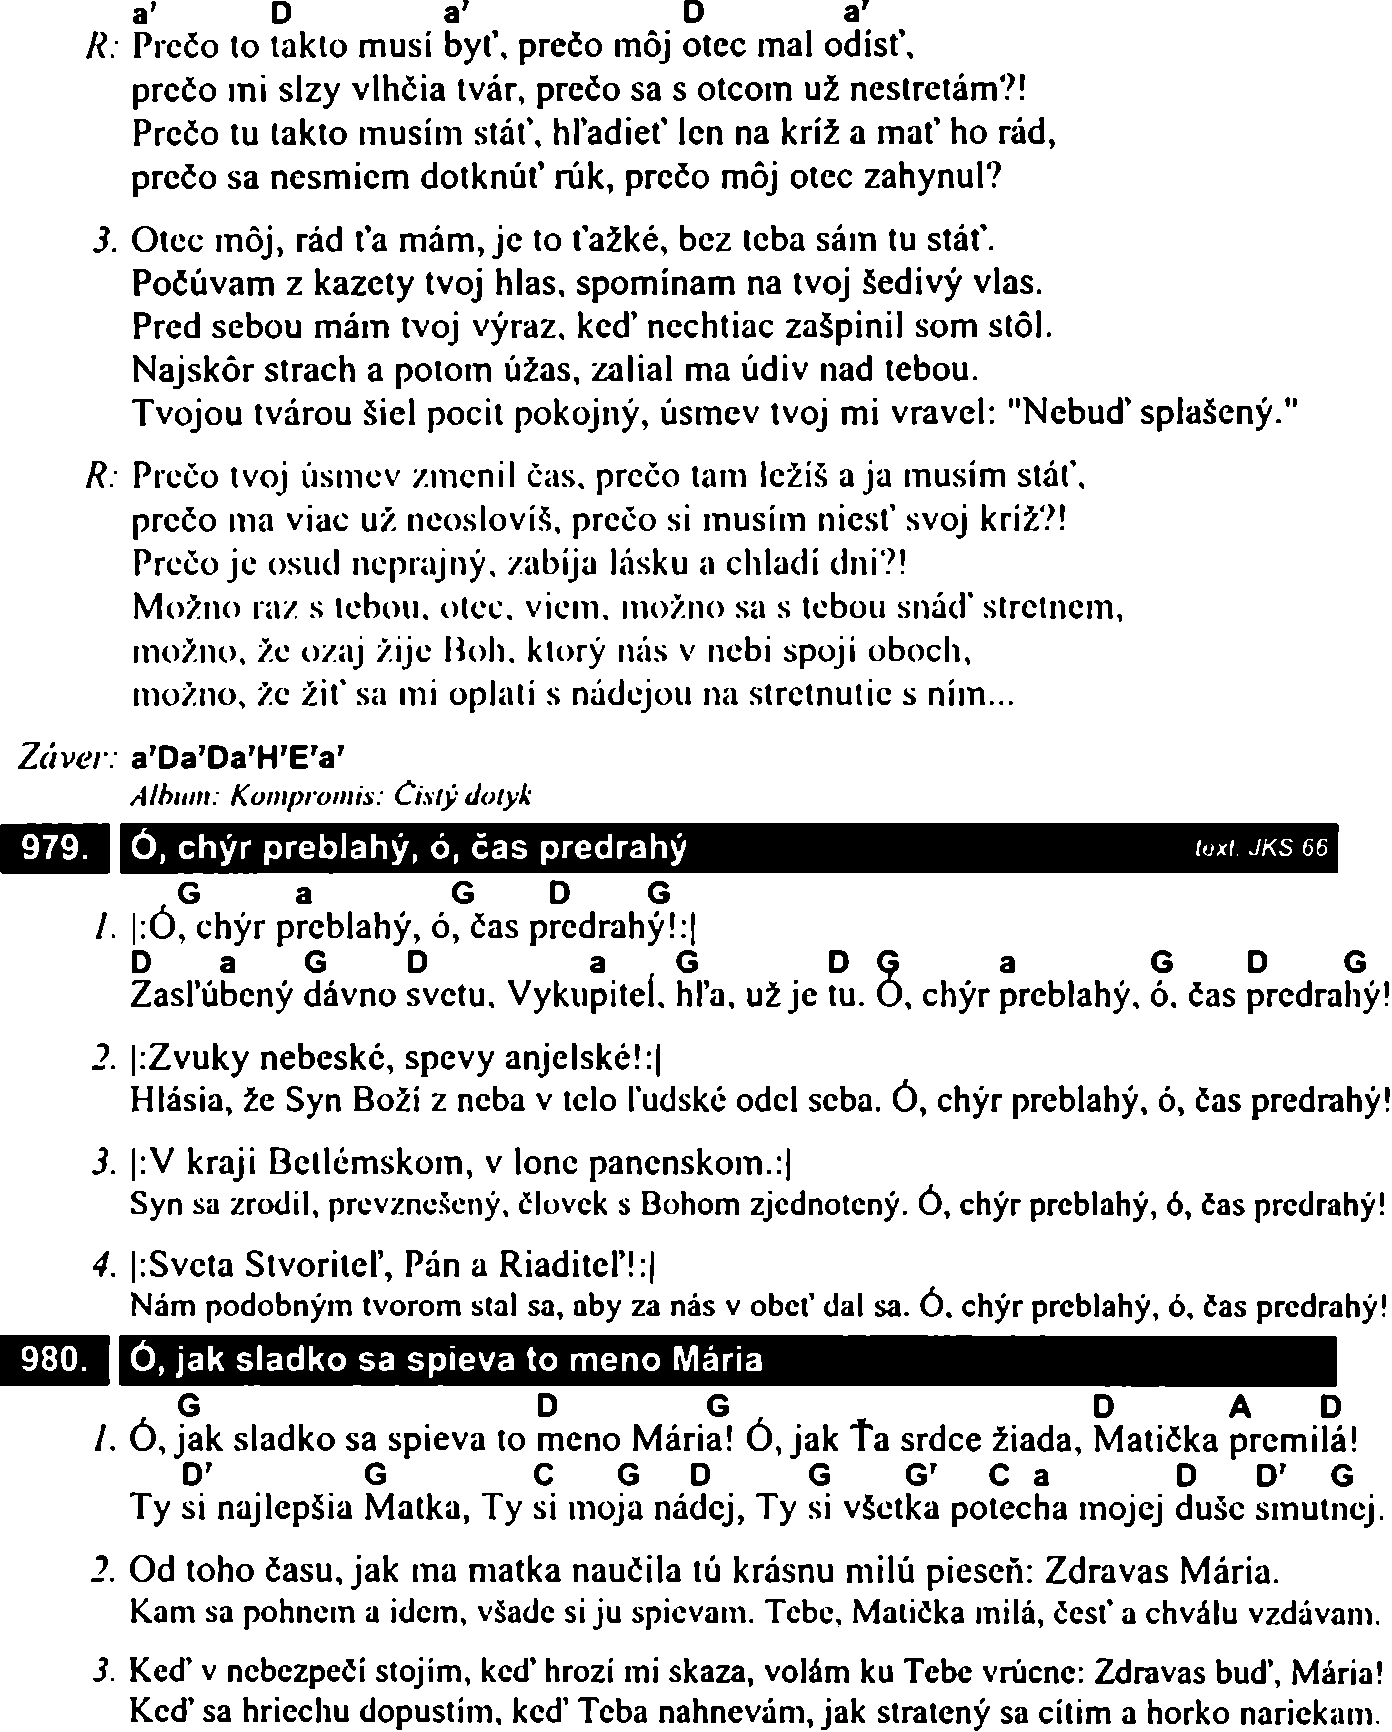 a⁷ D a⁷ D a⁷
R: Prečo to takto musí byť, prečo môj otec mal odísť,
prečo mi slzy vlhčia tvár, prečo sa s otcom už nestretám?!
Prečo tu takto musím stáť, hľadieť len na kríž a mať ho rád,
prečo sa nesmiem dotknúť rúk, prečo môj otec zahynul?
3. Otec môj, rád ťa mám, je to ťažké, bez teba sám tu stáť.
Počúvam z kazety tvoj hlas, spomínam na tvoj šedivý vlas.
Pred sebou mám tvoj výraz, keď nechtiac zašpinil som stôl.
Najskôr strach a potom úžas, zalial ma údiv nad tebou.
Tvojou tvárou šiel pocit pokojný, úsmev tvoj mi vravel: "Nebuď splašený."
R: Prečo tvoj úsmev zmenil čas, prečo tam ležíš a ja musím stáť,
prečo ma viac už neoslovíš, prečo si musím niesť svoj kríž?!
Prečo je osud neprajný, zabíja lásku a chladí dni?!
Možno raz s tebou, otec, viem, možno sa s tebou snáď stretnem,
možno, že ozaj žije Boh, ktorý nás v nebi spojí oboch,
možno, že žiť sa mi oplatí s nádejou na stretnutie s ním...
Záver: a⁷Da⁷Da⁷H⁷E⁷a⁷
Album: Kompromis: Čistý dotyk
979. Ó, chýr preblahý, ó, čas predrahý text. JKS 66
G a G D G
1. |:Ó, chýr preblahý, ó, čas predrahý!:|
D a G D a G D G a G D G
Zasľúbený dávno svetu, Vykupiteľ, hľa, už je tu. Ó, chýr preblahý, ó, čas predrahý!
2. |:Zvuky nebeské, spevy anjelské!:|
Hlásia, že Syn Boží z neba v telo ľudské odel seba. Ó, chýr preblahý, ó, čas predrahý!
3. |:V kraji Betlémskom, v lone panenskom.:|
Syn sa zrodil, prevznešený, človek s Bohom zjednotený. Ó, chýr preblahý, ó, čas predrahý!
4. |:Sveta Stvoriteľ, Pán a Riaditeľ!:|
Nám podobným tvorom stal sa, aby za nás v obeť dal sa. Ó, chýr preblahý, ó, čas predrahý!
980. Ó, jak sladko sa spieva to meno Mária
G D G D A D
1. Ó, jak sladko sa spieva to meno Mária! Ó, jak Ťa srdce žiada, Matička premilá!
D⁷ G C G D G G⁷ C a D D⁷ G
Ty si najlepšia Matka, Ty si moja nádej, Ty si všetka potecha mojej duše smutnej.
2. Od toho času, jak ma matka naučila tú krásnu milú pieseň: Zdravas Mária.
Kam sa pohnem a idem, všade si ju spievam. Tebe, Matička milá, česť a chválu vzdávam.
3. Keď v nebezpečí stojím, keď hrozí mi skaza, volám ku Tebe vrúcne: Zdravas buď, Mária!
Keď sa hriechu dopustím, keď Teba nahnevám, jak stratený sa cítim a horko nariekam.